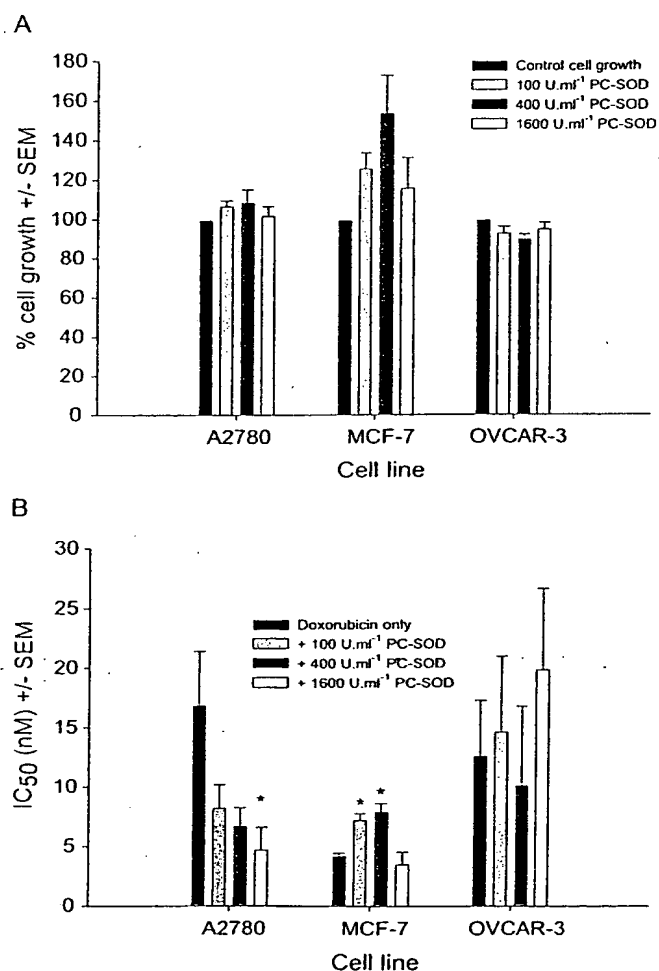 A
% cell growth +/- SEM
180
160
140
120
100
80
60
40
20
0
Control cell growth
100 U.ml⁻¹ PC-SOD
400 U.ml⁻¹ PC-SOD
1600 U.ml⁻¹ PC-SOD
A2780 MCF-7 OVCAR-3
Cell line
B
IC₅₀ (nM) +/- SEM
30
25
20
15
10
5
0
Doxorubicin only
+ 100 U.ml⁻¹ PC-SOD
+ 400 U.ml⁻¹ PC-SOD
+ 1600 U.ml⁻¹ PC-SOD
* * *
A2780 MCF-7 OVCAR-3
Cell line